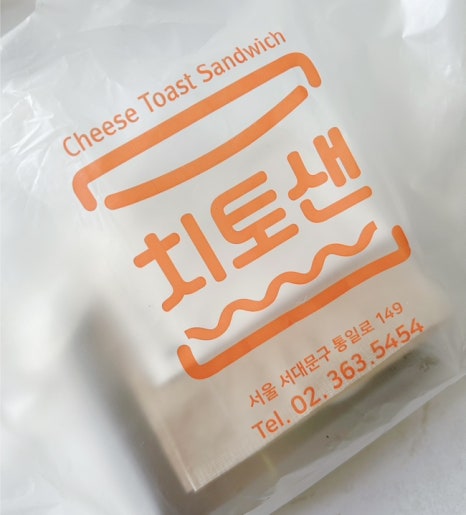 Cheese Toast Sandwich
치토샌
서울 서대문구 통일로 149
Tel. 02. 363.5454